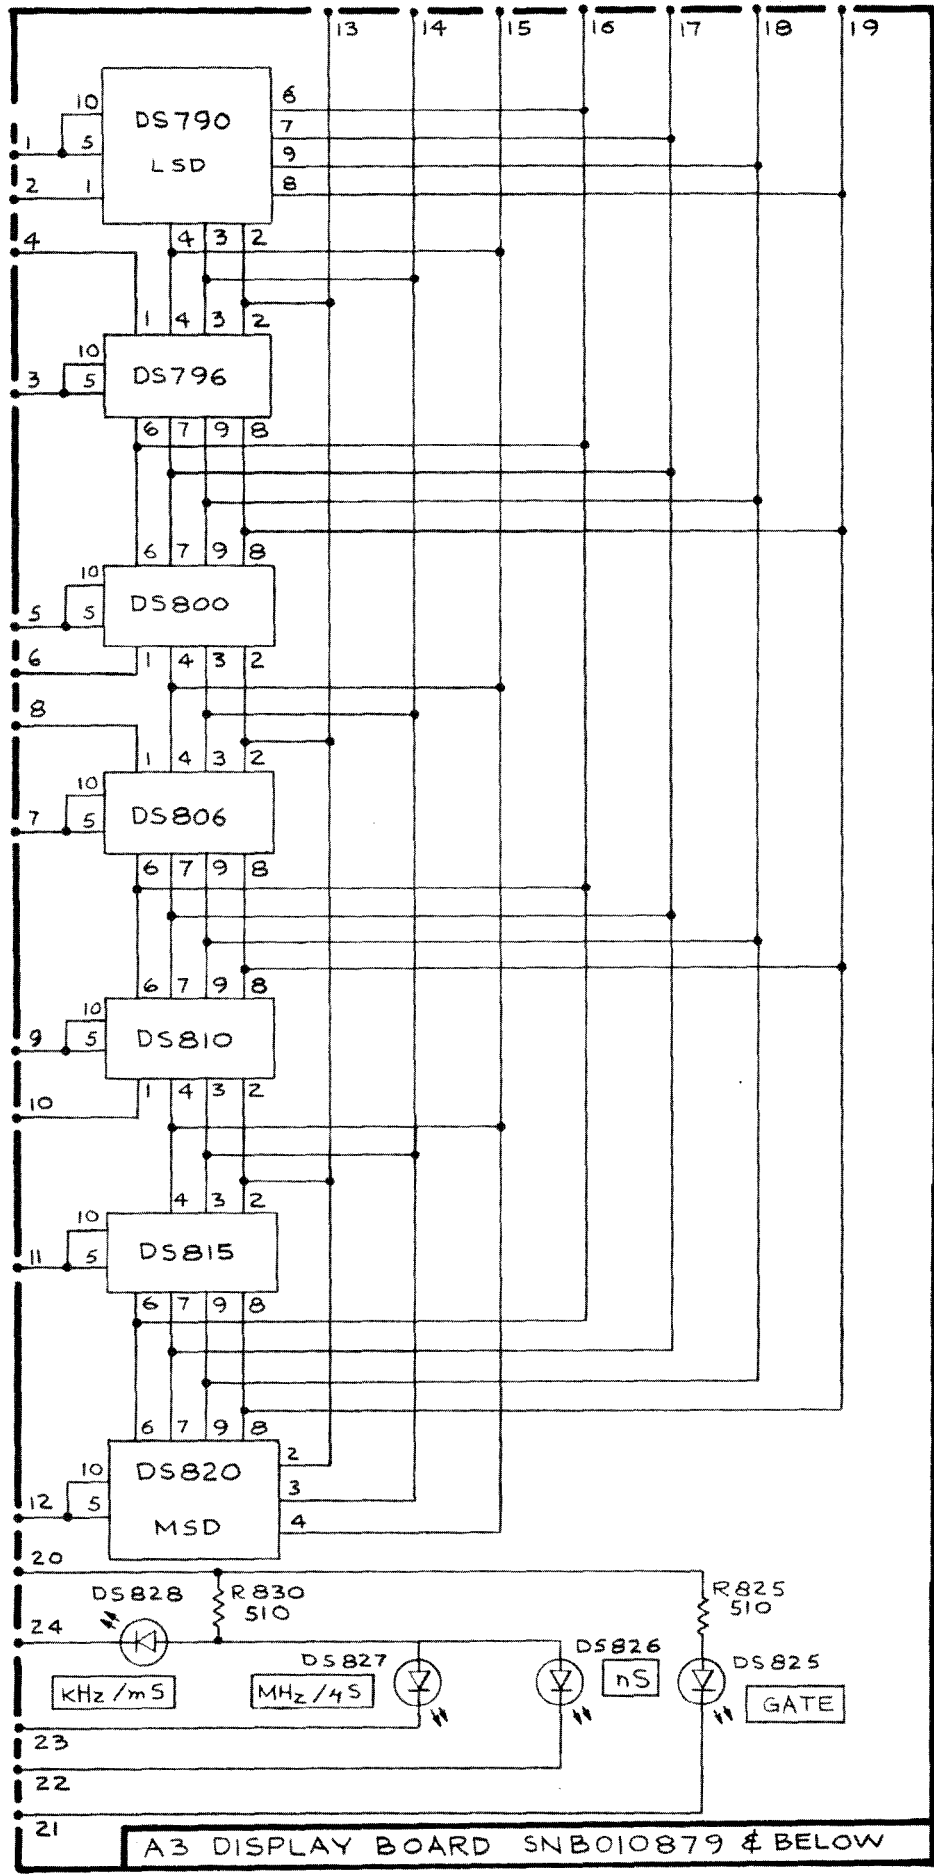 13 14 15 16 17 18 19
10 6
DS790
1 5 7
LSD 9
2 1 8
4 3 2
4
1 4 3 2
10
DS796
3 5
6 7 9 8
6 7 9 8
10
DS800
5 5
6 1 4 3 2
8
1 4 3 2
10
DS806
7 5
6 7 9 8
6 7 9 8
10
DS810
9 5
1 4 3 2
10
4 3 2
10
DS815
11 5
6 7 9 8
6 7 9 8
2
10 DS820
3
12 5
MSD 4
20
DS828 R830 R825
510 510
24
DS827 DS826 DS825
kHz/mS MHz/4S nS GATE
23
22
21
A3 DISPLAY BOARD SNB010879 & BELOW